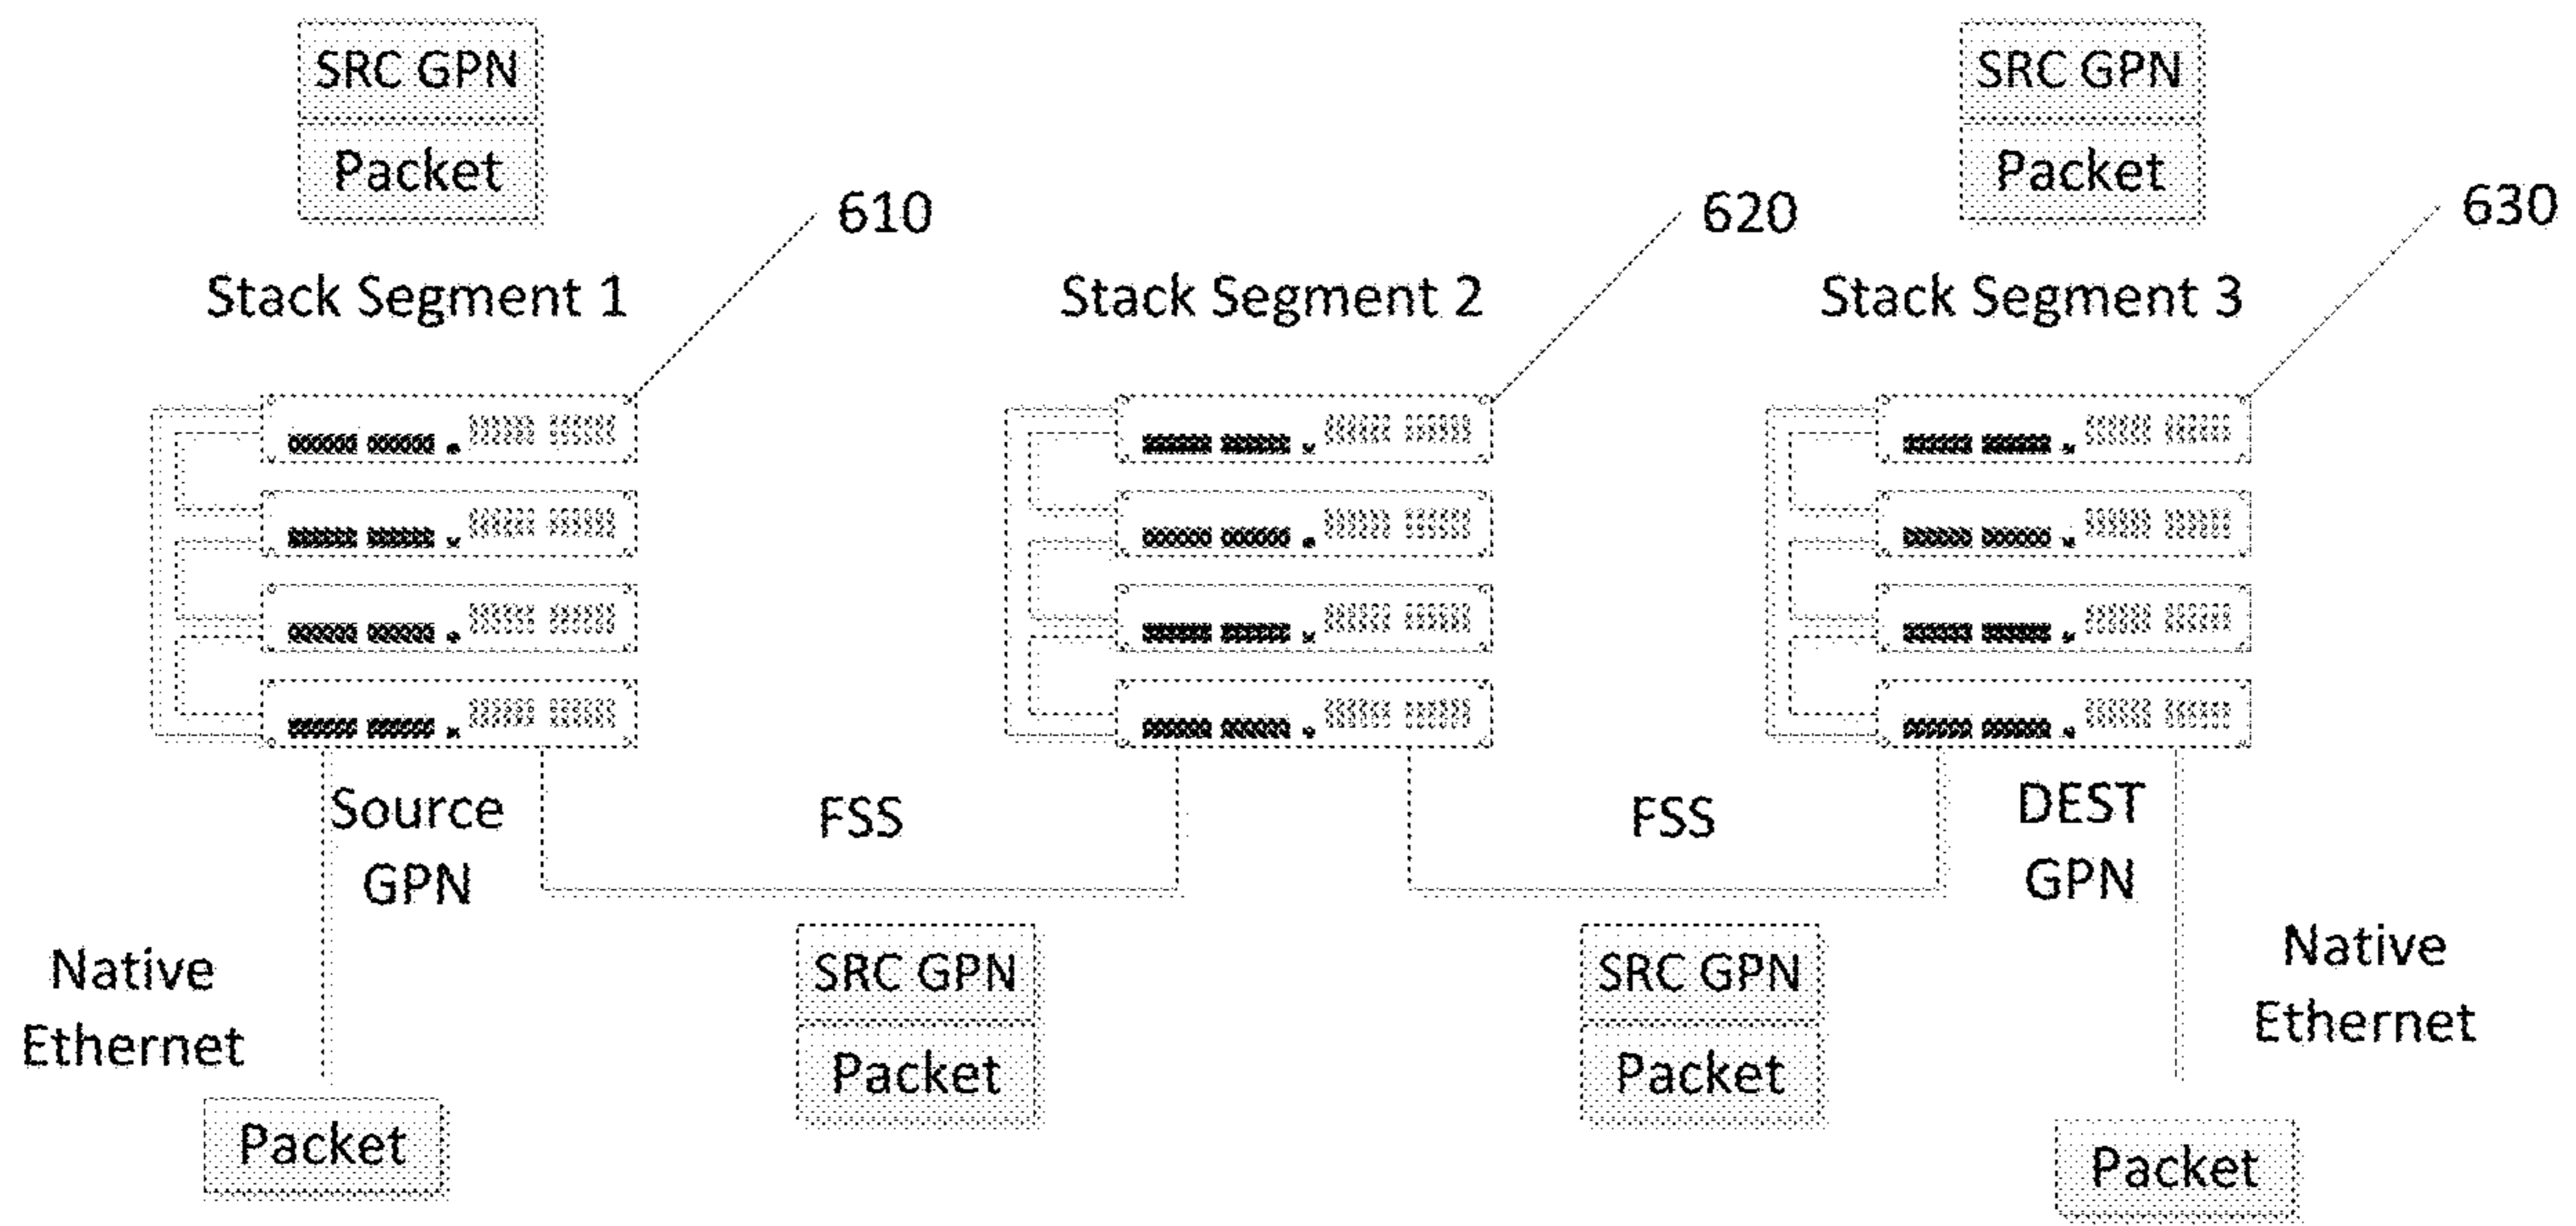 SRC GPN
Packet
SRC GPN
Packet
610
620
630
Stack Segment 1
Stack Segment 2
Stack Segment 3
Source
GPN
FSS
FSS
DEST
GPN
Native
Ethernet
SRC GPN
Packet
SRC GPN
Packet
Native
Ethernet
Packet
Packet